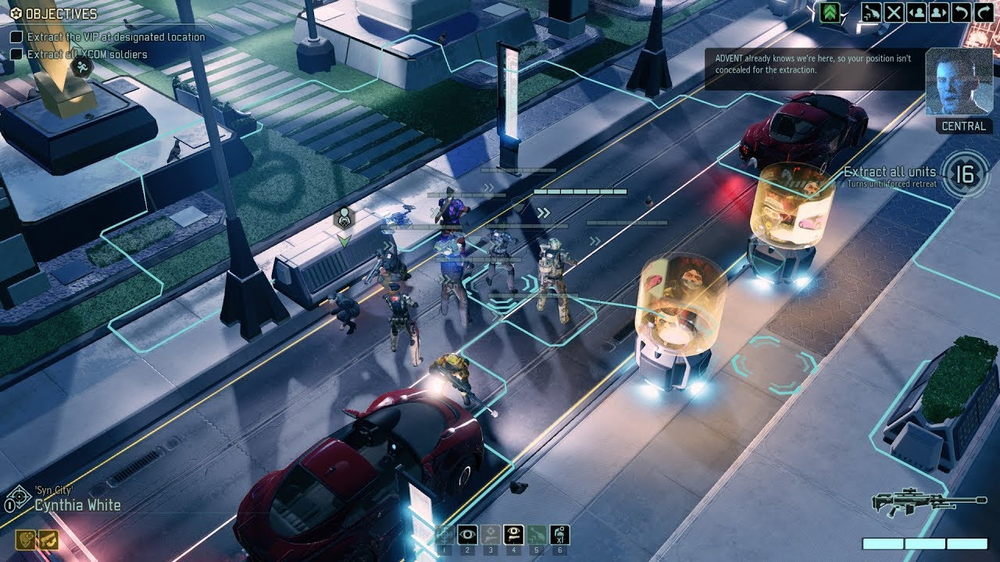 OBJECTIVES
Extract the VIP at designated location
Extract all XCOM soldiers
ADVENT already knows we're here, so your position isn't
concealed for the extraction.
CENTRAL
Extract all units
Turns until forced retreat
16
'Syn City'
Cynthia White
x1
1 2 3 4 5 6